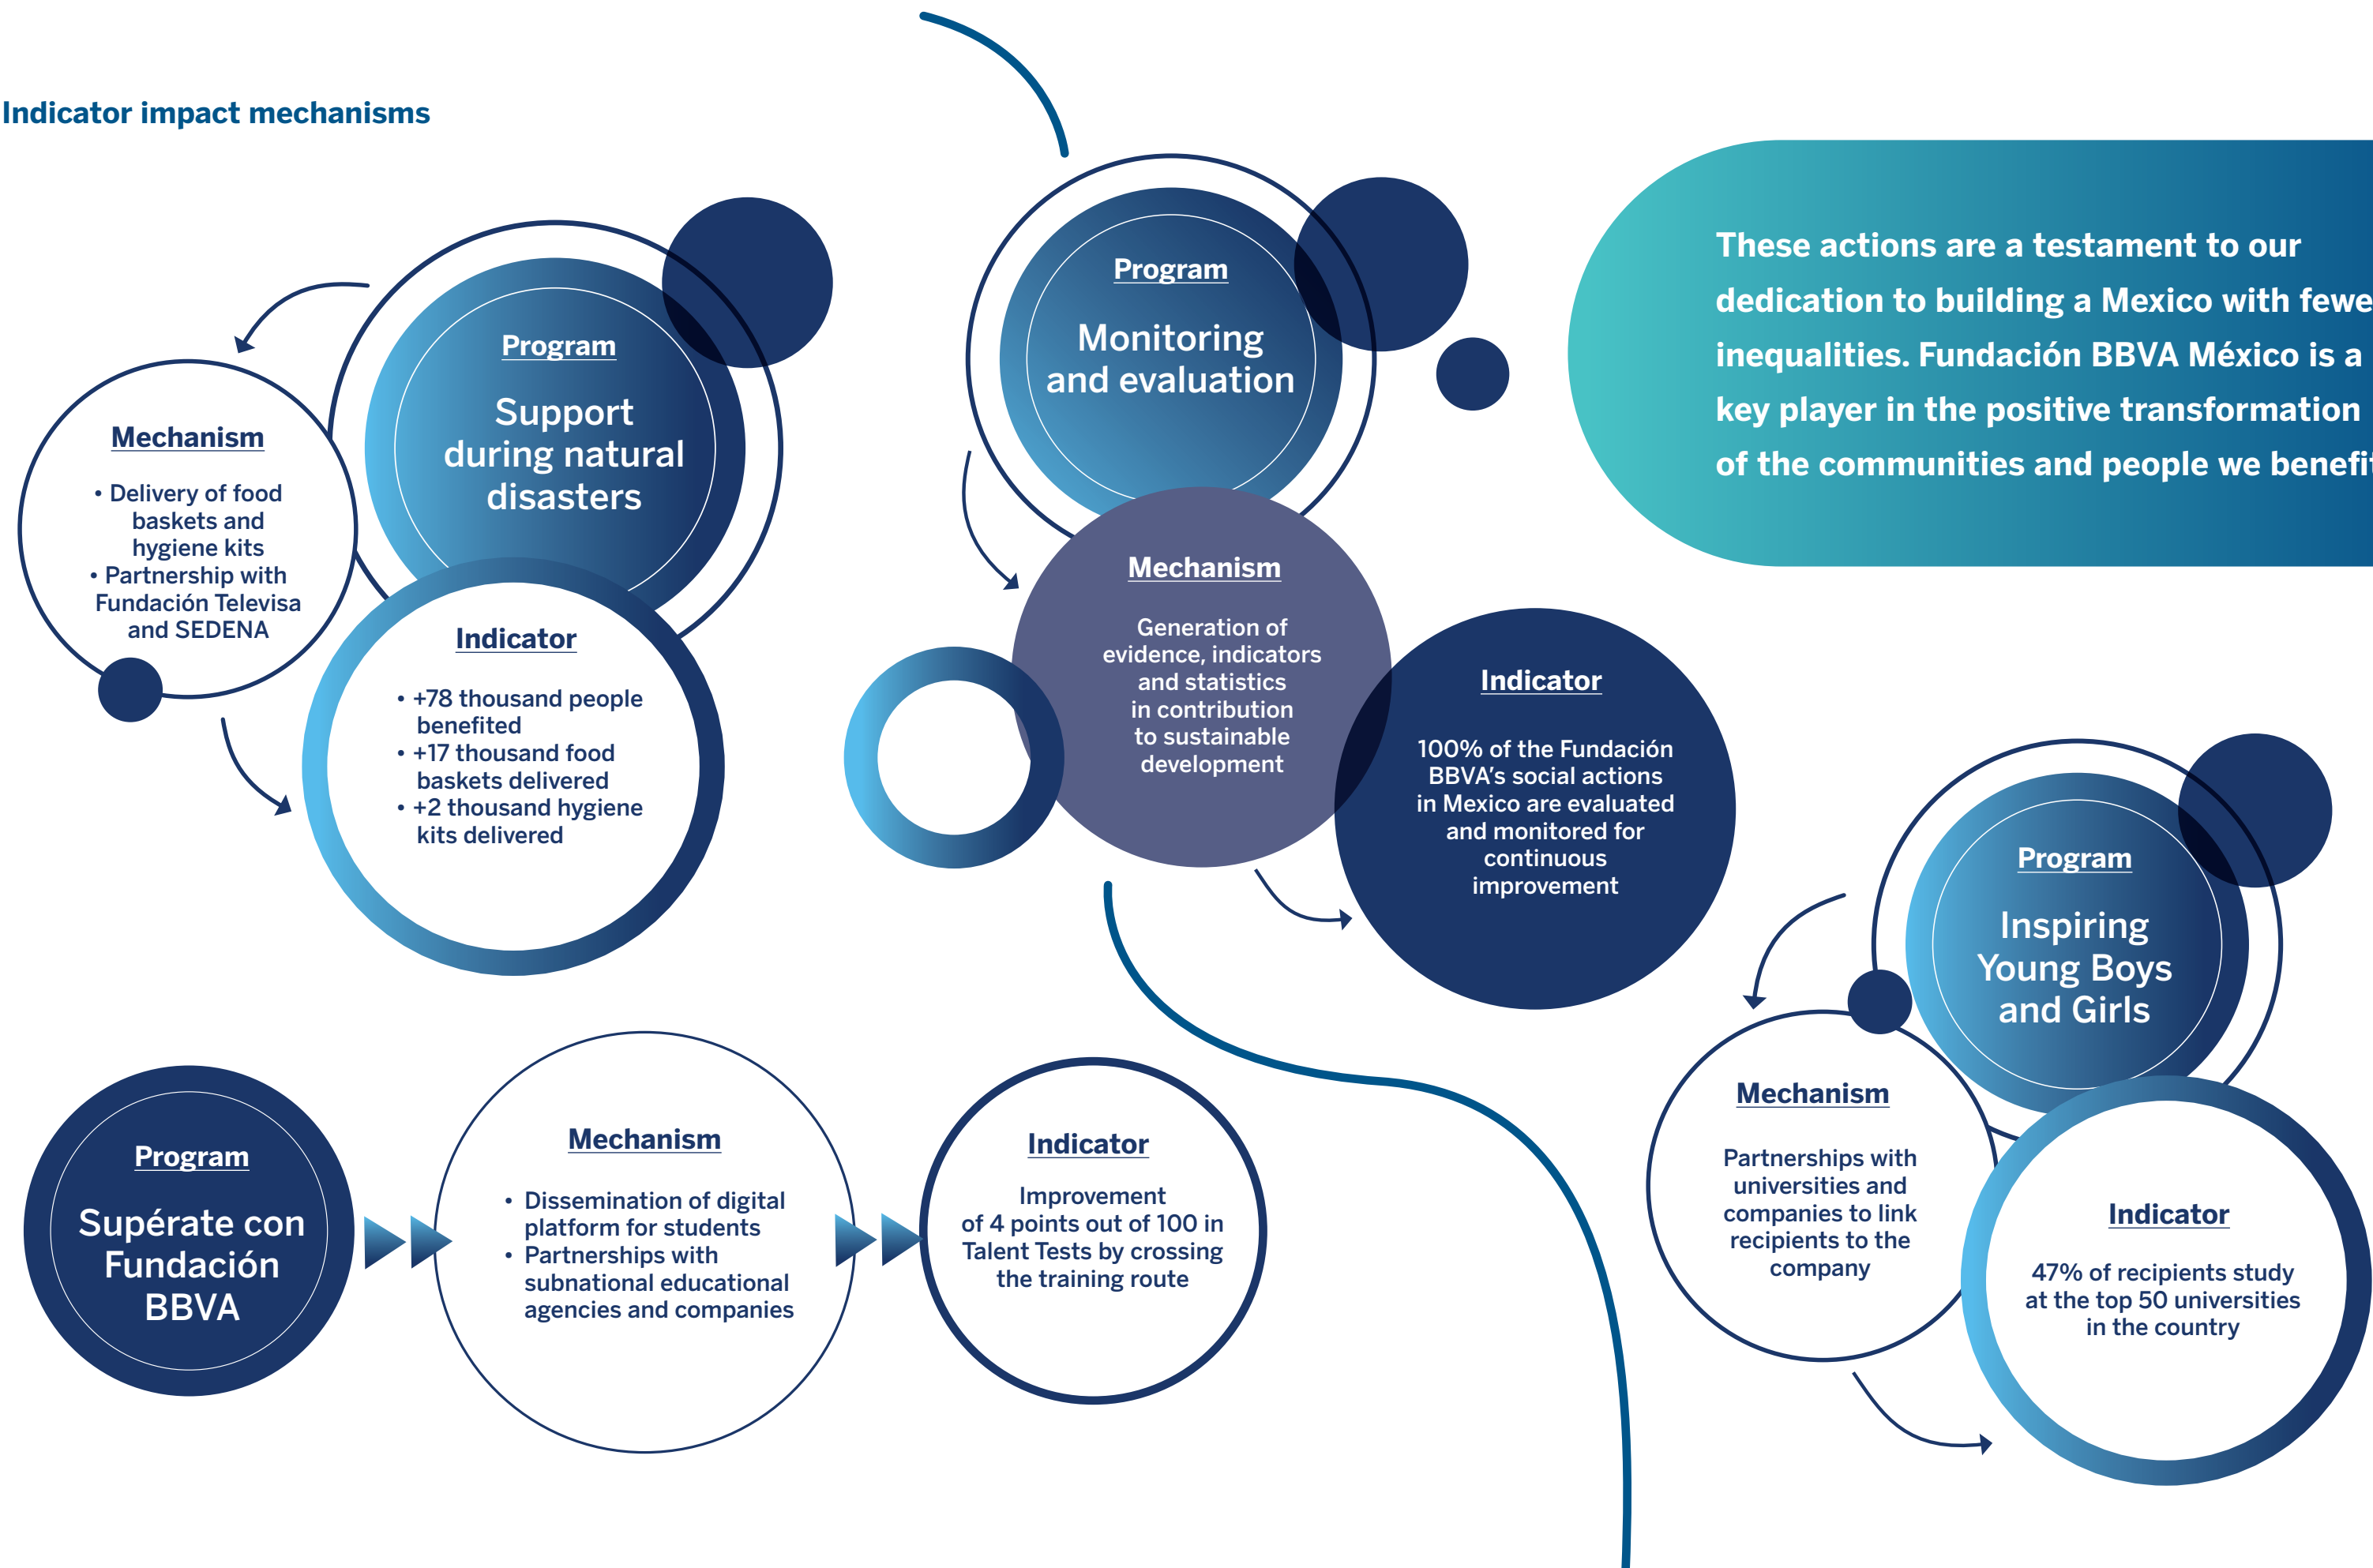 Indicator impact mechanisms
Program
Support
during natural
disasters
Mechanism
• Delivery of food
baskets and
hygiene kits
• Partnership with
Fundación Televisa
and SEDENA
Indicator
• +78 thousand people
benefited
• +17 thousand food
baskets delivered
• +2 thousand hygiene
kits delivered
Program
Monitoring
and evaluation
Mechanism
Generation of
evidence, indicators
and statistics
in contribution
to sustainable
development
Indicator
100% of the Fundación
BBVA’s social actions
in Mexico are evaluated
and monitored for
continuous
improvement
These actions are a testament to our
dedication to building a Mexico with
inequalities. Fundación BBVA México is a
key player in the positive transformation
of the communities and people we
Program
Inspiring
Young Boys
and Girls
Mechanism
Partnerships with
universities and
companies to link
recipients to the
company
Indicator
47% of recipients study
at the top 50 universities
in the country
Program
Supérate con
Fundación
BBVA
Mechanism
• Dissemination of digital
platform for students
• Partnerships with
subnational educational
agencies and companies
Indicator
Improvement
of 4 points out of 100 in
Talent Tests by crossing
the training route